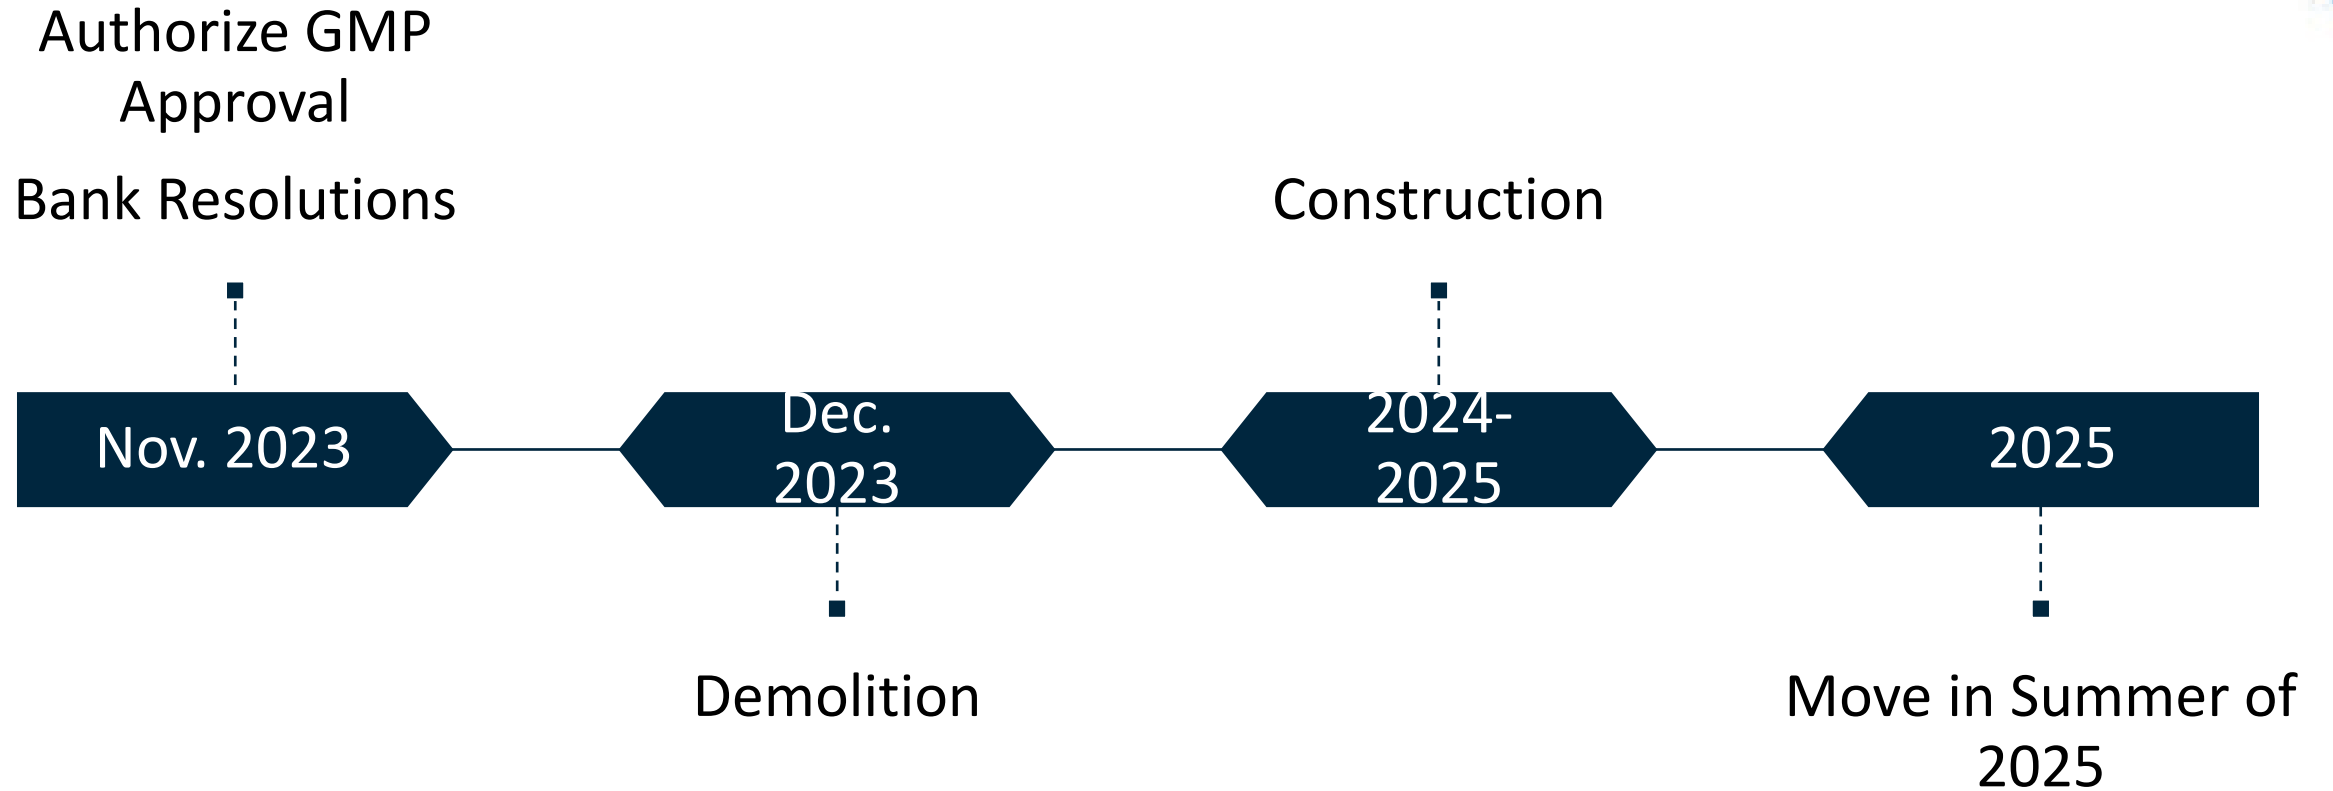 Authorize GMP
Approval
Bank Resolutions
Construction
Nov. 2023
Dec.
2023
2024-
2025
2025
Demolition
Move in Summer of
2025